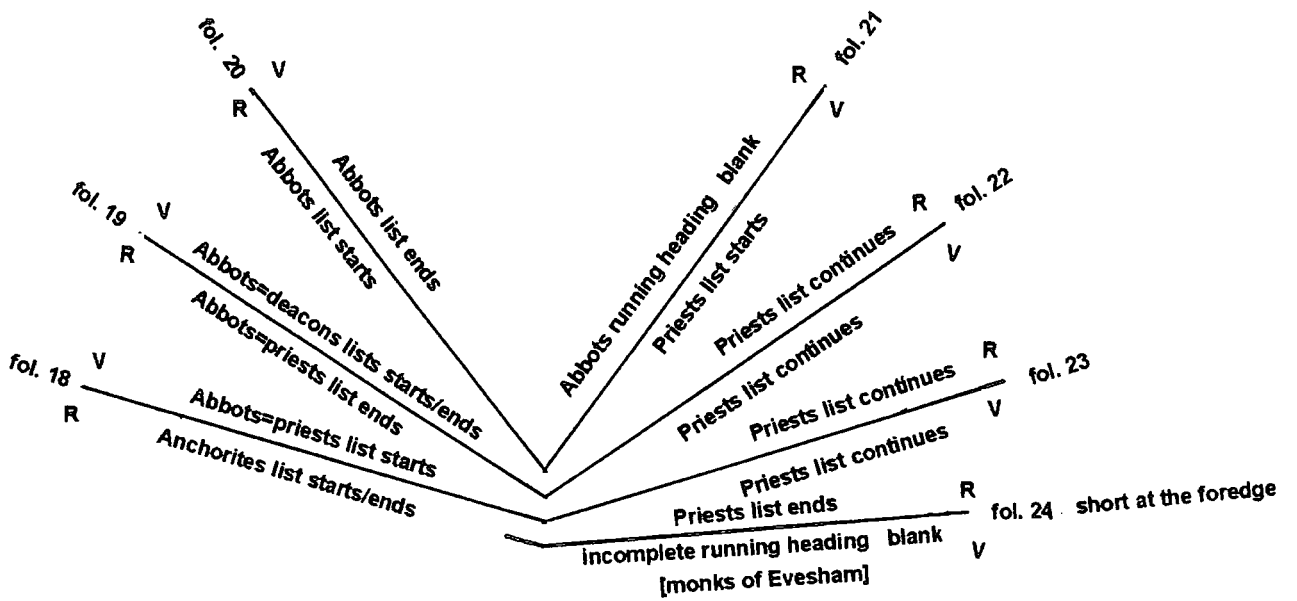 fol. 20
V
R
Abbots list ends
Abbots list starts
fol. 19
V
R
Abbots=deacons lists starts/ends
Abbots=priests list ends
fol. 18
V
R
Abbots=priests list starts
Anchorites list starts/ends
fol. 21
R
V
Abbots running heading blank
Priests list starts
fol. 22
R
V
Priests list continues
Priests list continues
fol. 23
R
V
Priests list continues
Priests list continues
R
fol. 24 short at the foredge
V
Priests list ends
incomplete running heading blank
[monks of Evesham]